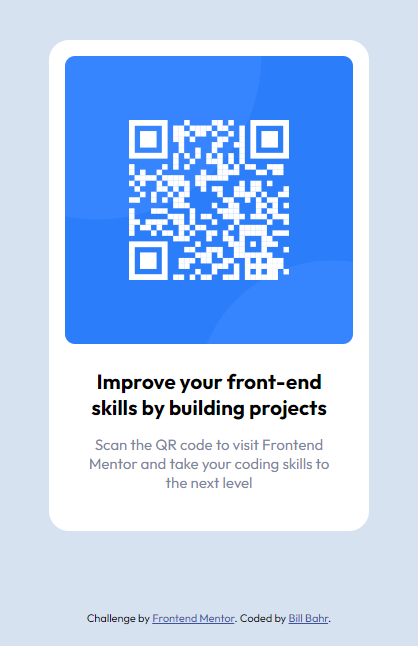 Improve your front-end
skills by building projects
Scan the QR code to visit Frontend
Mentor and take your coding skills to
the next level
Challenge by Frontend Mentor. Coded by Bill Bahr.